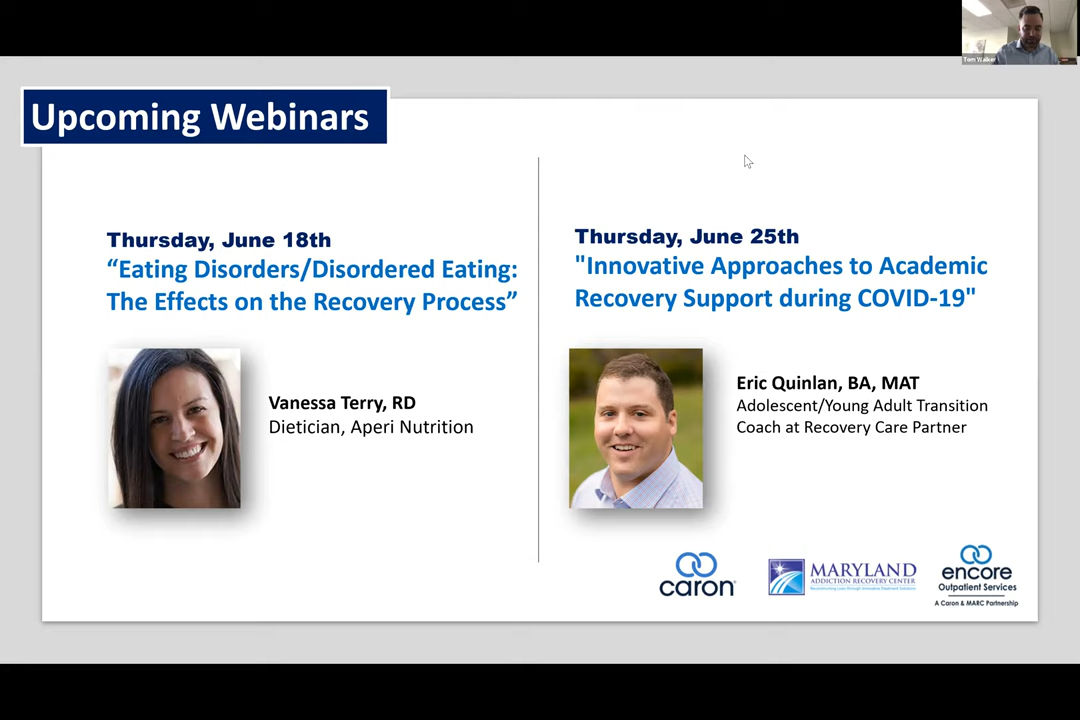 Tom Walker
Upcoming Webinars
Thursday, June 18th
“Eating Disorders/Disordered Eating:
The Effects on the Recovery Process”
Vanessa Terry, RD
Dietician, Aperi Nutrition
Thursday, June 25th
"Innovative Approaches to Academic
Recovery Support during COVID-19"
Eric Quinlan, BA, MAT
Adolescent/Young Adult Transition
Coach at Recovery Care Partner
caron
MARYLAND
ADDICTION RECOVERY CENTER
encore
Outpatient Services
A Caron & MARC Partnership